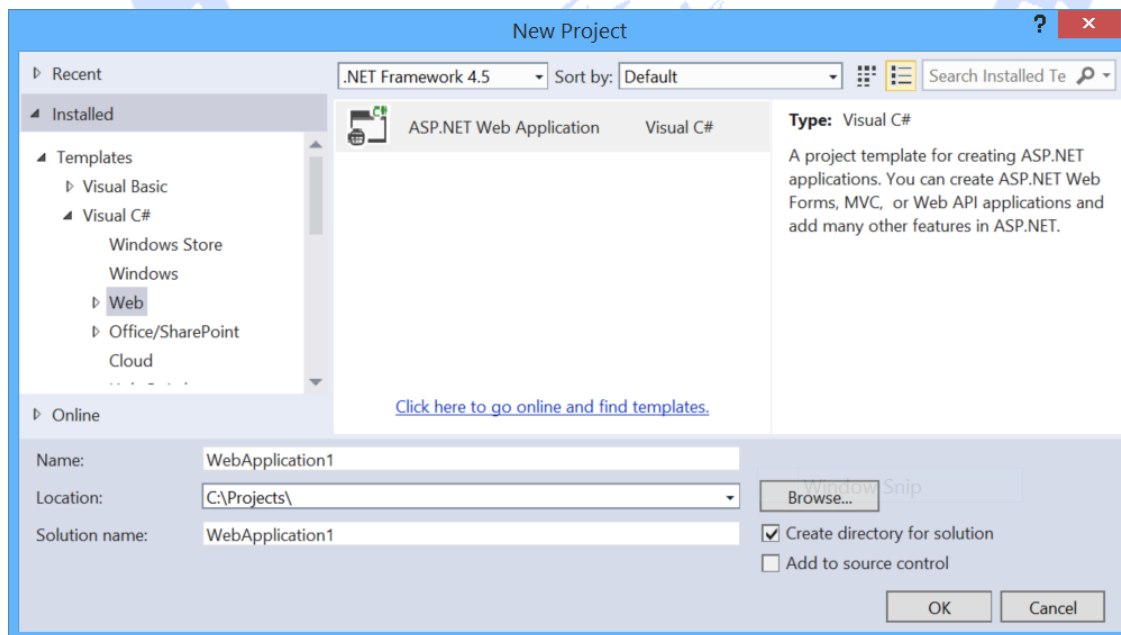 New Project
?
Recent
.NET Framework 4.5
Sort by: Default
Search Installed Te
Installed
Templates
Visual Basic
Visual C#
Windows Store
Windows
Web
Office/SharePoint
Cloud
Online
ASP.NET Web Application Visual C#
Click here to go online and find templates.
Type: Visual C#
A project template for creating ASP.NET
applications. You can create ASP.NET Web
Forms, MVC, or Web API applications and
add many other features in ASP.NET.
Name: WebApplication1
Location: C:\Projects\
Browse...
Window Snip
Solution name: WebApplication1
Create directory for solution
Add to source control
OK
Cancel